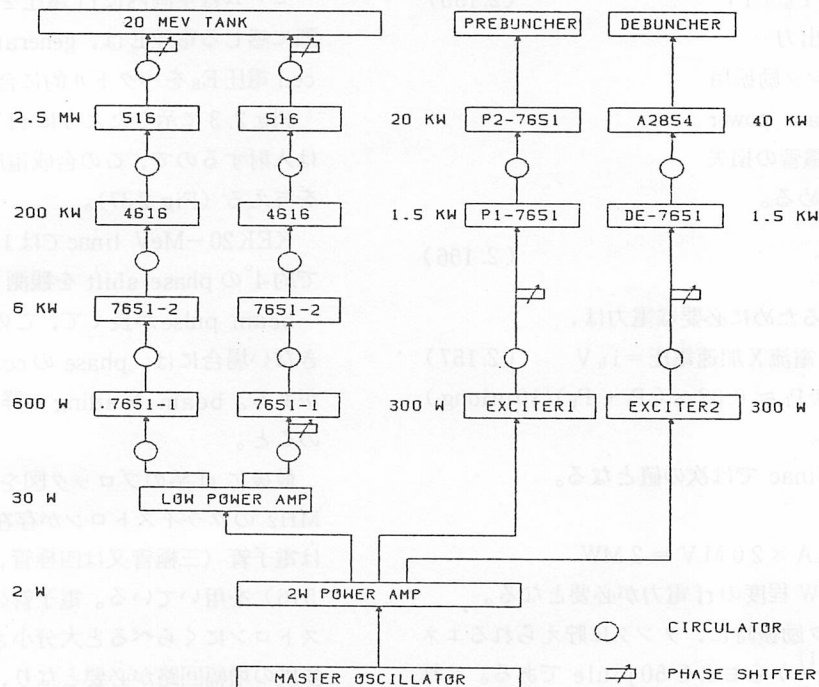 20 MEV TANK PREBUNCHER DEBUNCHER
2.5 MW 516 516 20 KW P2-7651 A2854 40 KW
200 KW 4616 4616 1.5 KW P1-7651 DE-7651 1.5 KW
6 KW 7651-2 7651-2
600 W 7651-1 7651-1 300 W EXCITER1 EXCITER2 300 W
30 W LOW POWER AMP
2 W 2W POWER AMP
CIRCULATOR
MASTER OSCILLATOR PHASE SHIFTER